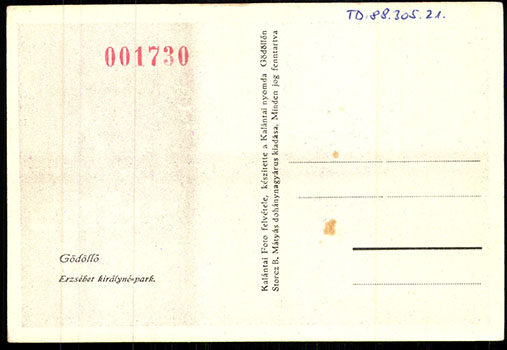 TD.88.305.21.
001730
Kalántai Foto felvétele, készítette a Kalántai nyomda Gödöllőn
Storcz B. Mátyás dohánynagyárus kiadása. Minden jog fenntartva
Gödöllő
Erzsébet királyné-park.